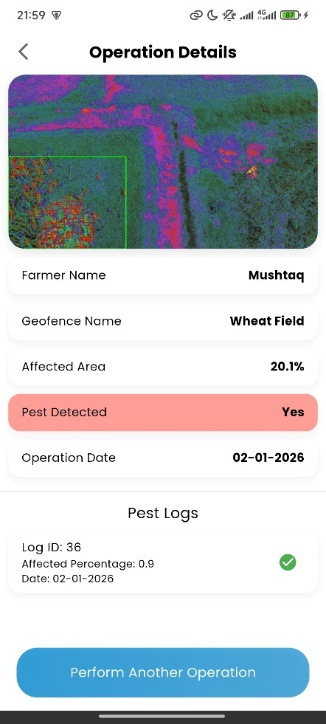 21:59
4G
87
Operation Details
Farmer Name Mushtaq
Geofence Name Wheat Field
Affected Area 20.1%
Pest Detected Yes
Operation Date 02-01-2026
Pest Logs
Log ID: 36
Affected Percentage: 0.9
Date: 02-01-2026
Perform Another Operation